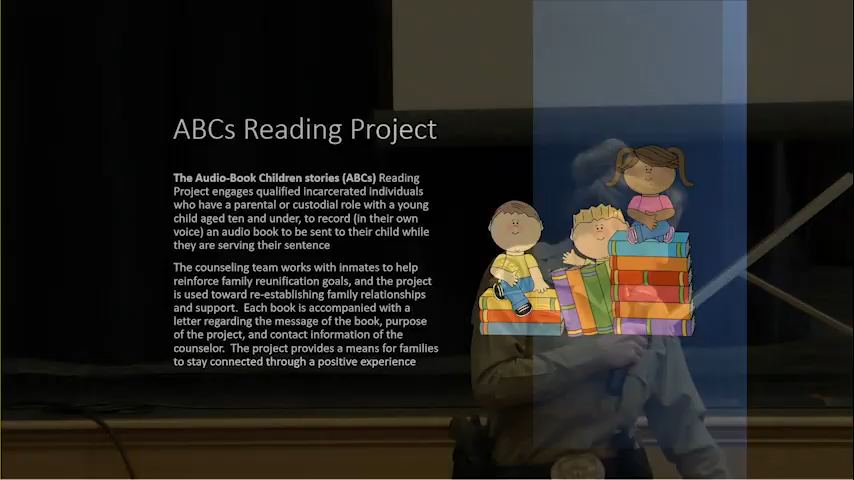 ABCs Reading Project
The Audio-Book Children stories (ABCs) Reading
Project engages qualified incarcerated individuals
who have a parental or custodial role with a young
child aged ten and under, to record (in their own
voice) an audio book to be sent to their child while
they are serving their sentence
The counseling team works with inmates to help
reinforce family reunification goals, and the project
is used toward re-establishing family relationships
and support.  Each book is accompanied with a
letter regarding the message of the book, purpose
of the project, and contact information of the
counselor.  The project provides a means for families
to stay connected through a positive experience